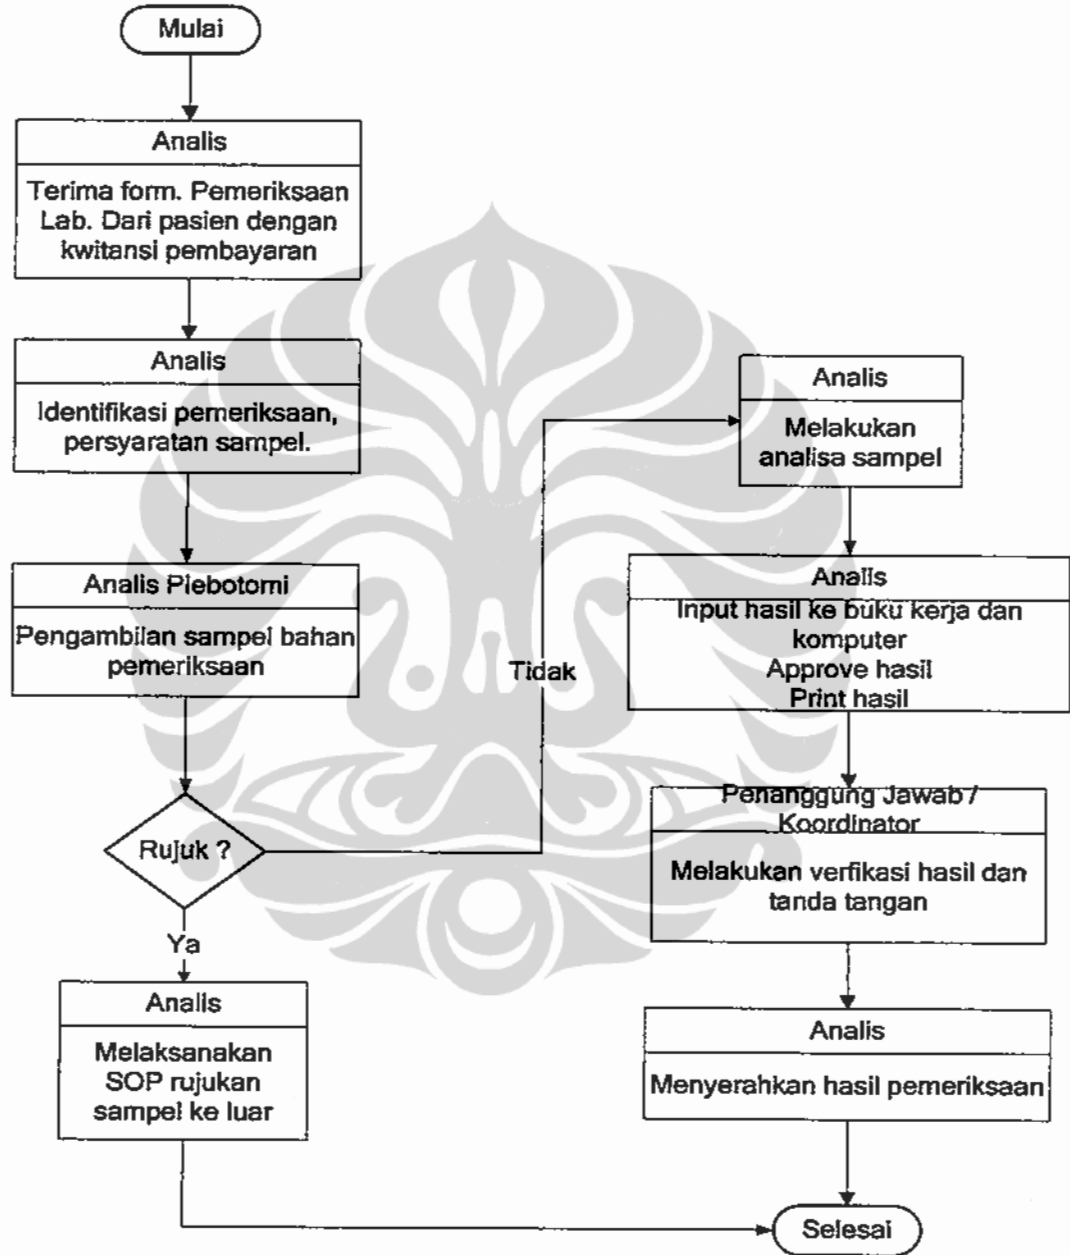 Mulai
Analis
Terima form. Pemeriksaan
Lab. Dari pasien dengan
kwitansi pembayaran
Analis
Identifikasi pemeriksaan,
persyaratan sampel.
Analis Plebotomi
Pengambilan sampel bahan
pemeriksaan
Rujuk ?
Ya
Analis
Melaksanakan
SOP rujukan
sampel ke luar
Tidak
Analis
Melakukan
analisa sampel
Analis
Input hasil ke buku kerja dan
komputer
Approve hasil
Print hasil
Penanggung Jawab /
Koordinator
Melakukan verfikasi hasil dan
tanda tangan
Analis
Menyerahkan hasil pemeriksaan
Selesai